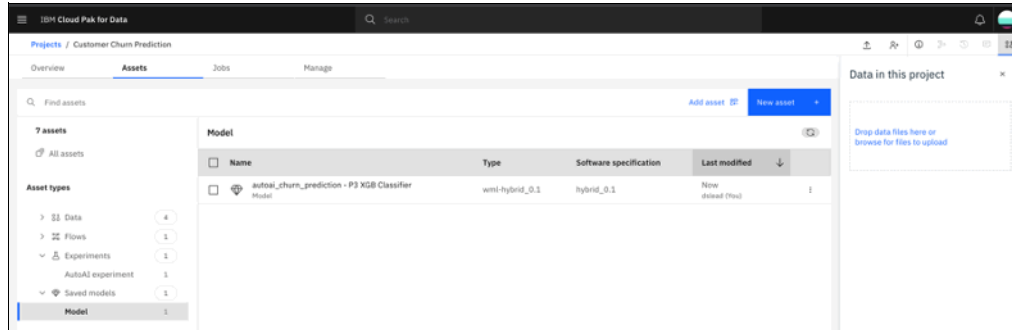 IBM Cloud Pak for Data
Search
Projects / Customer Churn Prediction
Overview
Assets
Jobs
Manage
Data in this project
Find assets
Add asset
New asset +
Drop data files here or
browse for files to upload
7 assets
All assets
Asset types
Data 4
Flows 1
Experiments 1
AutoAI experiment 1
Saved models 1
Model 1
Model
Name Type Software specification Last modified
autoai_churn_prediction - P3 XGB Classifier wml-hybrid_0.1 hybrid_0.1 Now
Model dslead (You)